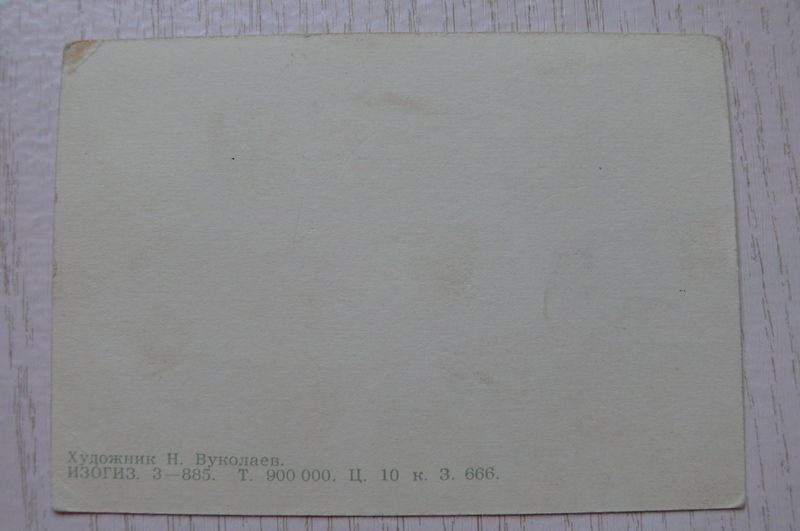 Художник Н. Вуколаев.
ИЗОГИЗ. 3—885. Т. 900 000. Ц. 10 к. З. 666.